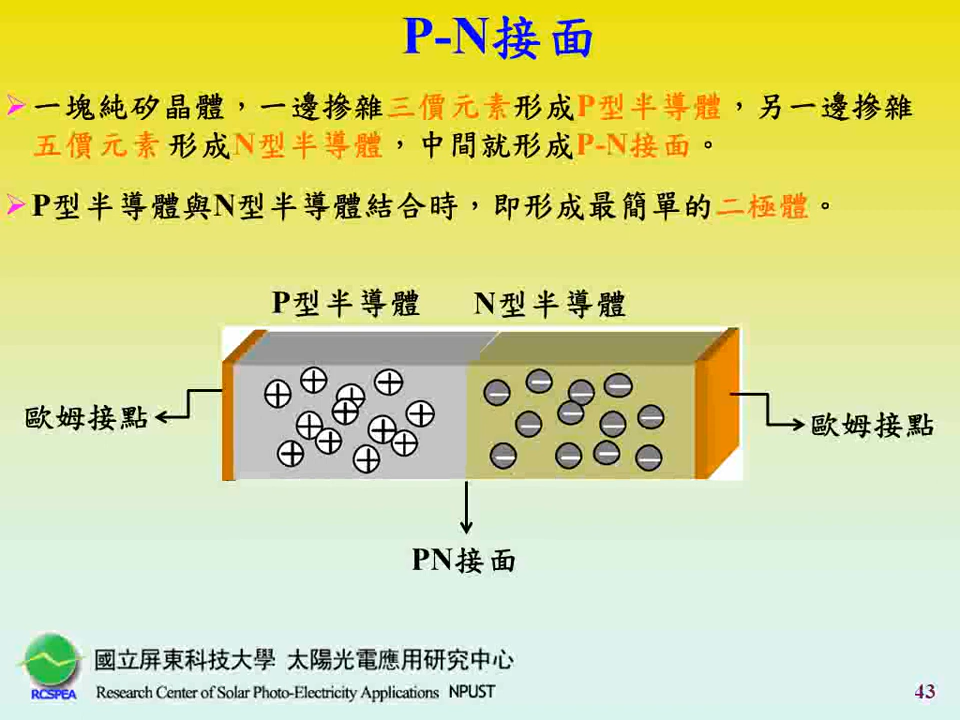 P-N接面
一塊純矽晶體，一邊摻雜三價元素形成P型半導體，另一邊摻雜
五價元素 形成N型半導體，中間就形成P-N接面。
P型半導體與N型半導體結合時，即形成最簡單的二極體。
P型半導體 N型半導體
歐姆接點
歐姆接點
PN接面
國立屏東科技大學 太陽光電應用研究中心
RCSPEA
Research Center of Solar Photo-Electricity Applications NPUST
43